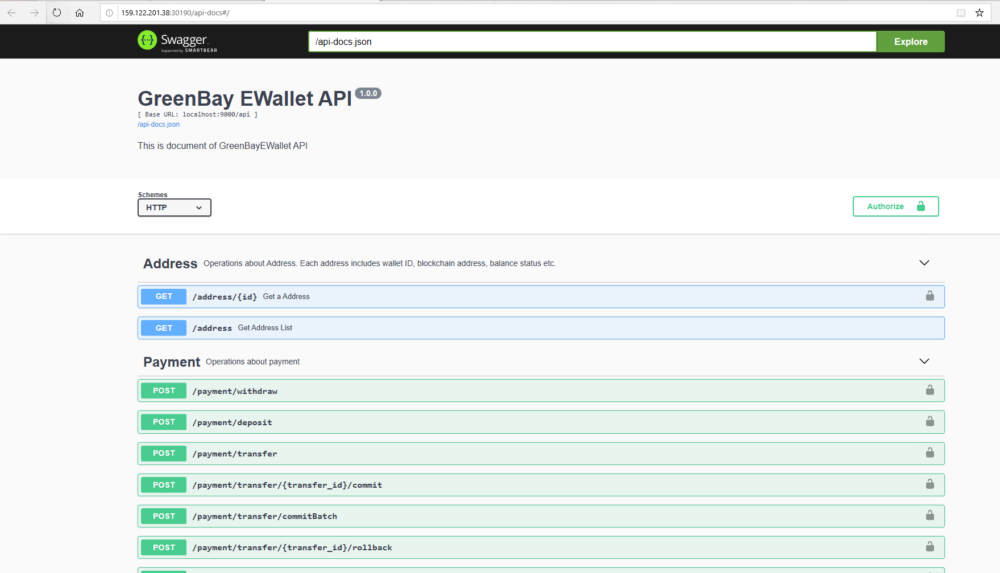 159.122.201.38:30190/api-docs#/
Swagger
Supported by SMARTBEAR
/api-docs.json
Explore
GreenBay EWallet API 1.0.0
[ Base URL: localhost:9000/api ]
/api-docs.json
This is document of GreenBayEWallet API
Schemes
HTTP
Authorize
Address Operations about Address. Each address includes wallet ID, blockchain address, balance status etc.
GET /address/{id} Get a Address
GET /address Get Address List
Payment Operations about payment
POST /payment/withdraw
POST /payment/deposit
POST /payment/transfer
POST /payment/transfer/{transfer_id}/commit
POST /payment/transfer/commitBatch
POST /payment/transfer/{transfer_id}/rollback